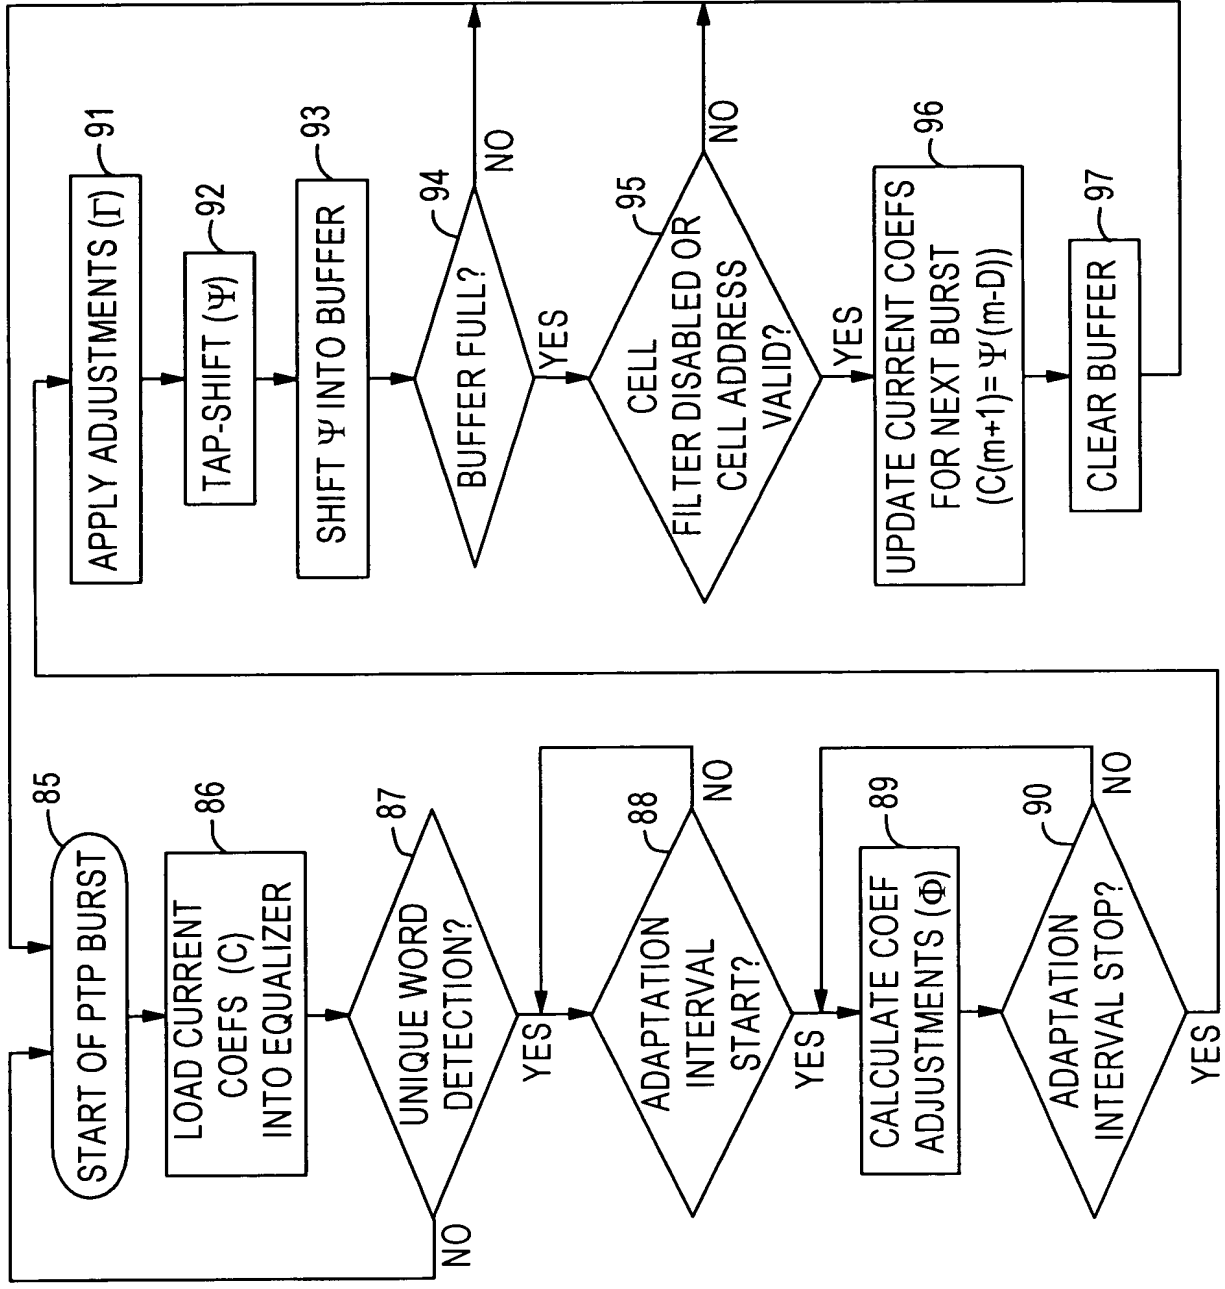 START OF PTP BURST
85
LOAD CURRENT
COEFS (C)
INTO EQUALIZER
86
UNIQUE WORD
DETECTION?
87
NO
YES
ADAPTATION
INTERVAL
START?
88
NO
YES
CALCULATE COEF
ADJUSTMENTS (Φ)
89
ADAPTATION
INTERVAL STOP?
90
NO
YES
APPLY ADJUSTMENTS (Γ)
91
TAP-SHIFT (Ψ)
92
SHIFT Ψ INTO BUFFER
93
BUFFER FULL?
94
NO
YES
CELL
FILTER DISABLED OR
CELL ADDRESS
VALID?
95
NO
YES
UPDATE CURRENT COEFS
FOR NEXT BURST
(C(m+1)= Ψ(m-D))
96
CLEAR BUFFER
97